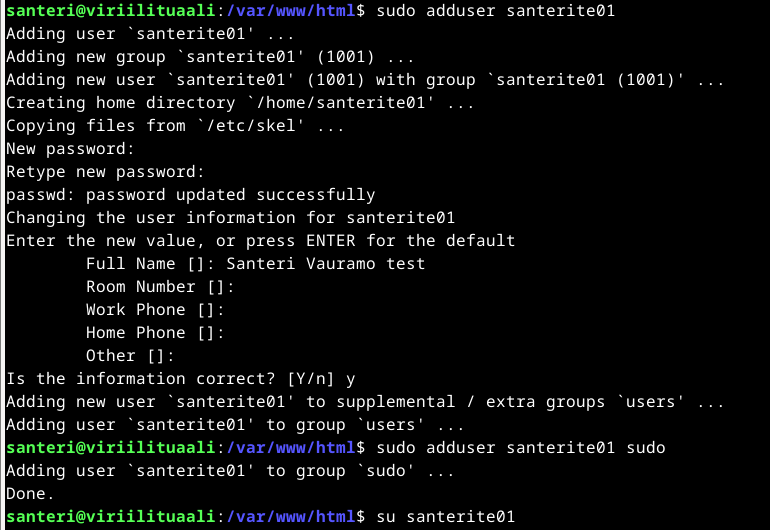 santeri@viriilituaali:/var/www/html$ sudo adduser santerite01
Adding user `santerite01' ...
Adding new group `santerite01' (1001) ...
Adding new user `santerite01' (1001) with group `santerite01 (1001)' ...
Creating home directory `/home/santerite01' ...
Copying files from `/etc/skel' ...
New password:
Retype new password:
passwd: password updated successfully
Changing the user information for santerite01
Enter the new value, or press ENTER for the default
        Full Name []: Santeri Vauramo test
        Room Number []:
        Work Phone []:
        Home Phone []:
        Other []:
Is the information correct? [Y/n] y
Adding new user `santerite01' to supplemental / extra groups `users' ...
Adding user `santerite01' to group `users' ...
santeri@viriilituaali:/var/www/html$ sudo adduser santerite01 sudo
Adding user `santerite01' to group `sudo' ...
Done.
santeri@viriilituaali:/var/www/html$ su santerite01